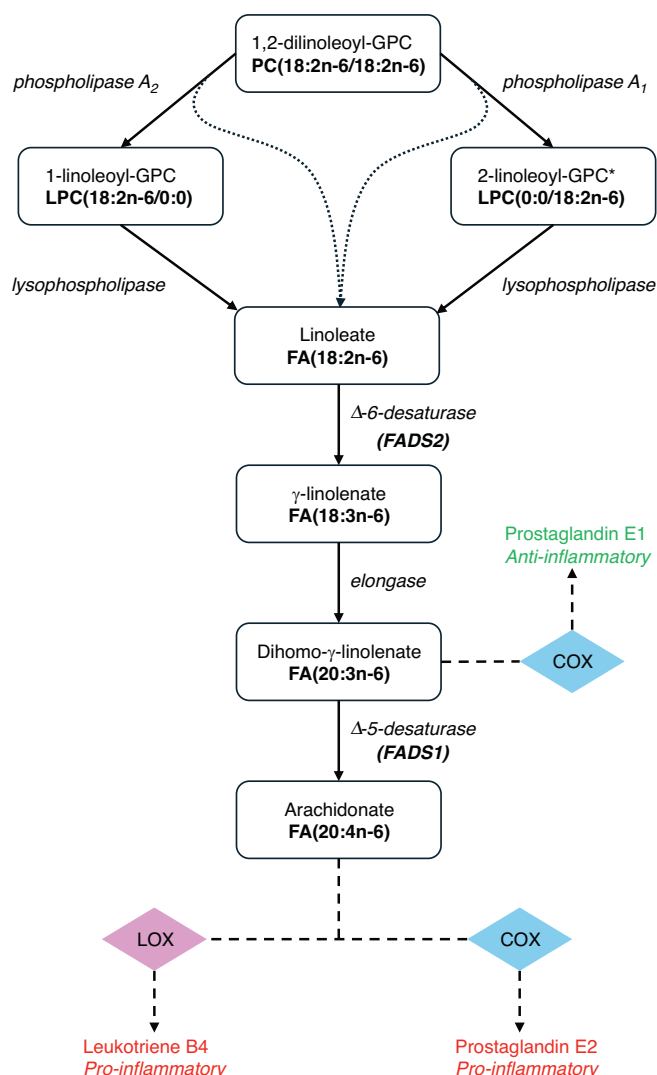 1,2-dilinoleoyl-GPC
PC(18:2n-6/18:2n-6)
phospholipase A₂
phospholipase A₁
1-linoleoyl-GPC
LPC(18:2n-6/0:0)
2-linoleoyl-GPC*
LPC(0:0/18:2n-6)
lysophospholipase
lysophospholipase
Linoleate
FA(18:2n-6)
Δ-6-desaturase
(FADS2)
γ-linolenate
FA(18:3n-6)
Prostaglandin E1
Anti-inflammatory
elongase
Dihomo-γ-linolenate
FA(20:3n-6)
COX
Δ-5-desaturase
(FADS1)
Arachidonate
FA(20:4n-6)
LOX
COX
Leukotriene B4
Pro-inflammatory
Prostaglandin E2
Pro-inflammatory